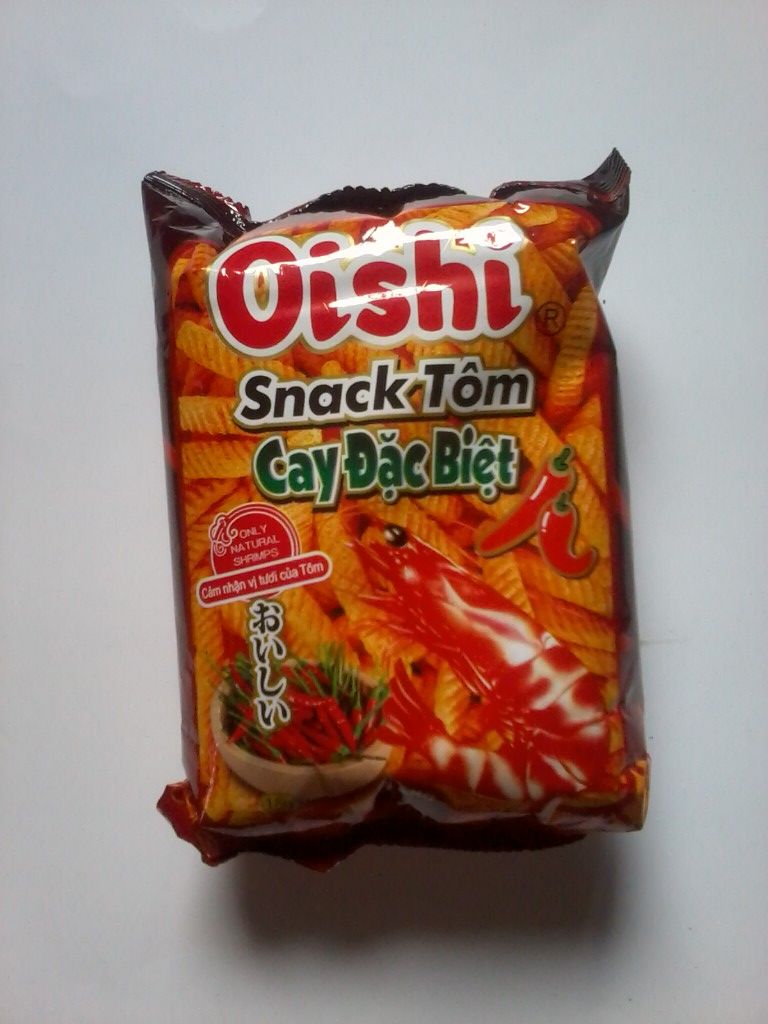 Oishi
®
Snack Tôm
Cay Đặc Biệt
ONLY
NATURAL
SHRIMPS
Cảm nhận vị tươi của Tôm
おいしい